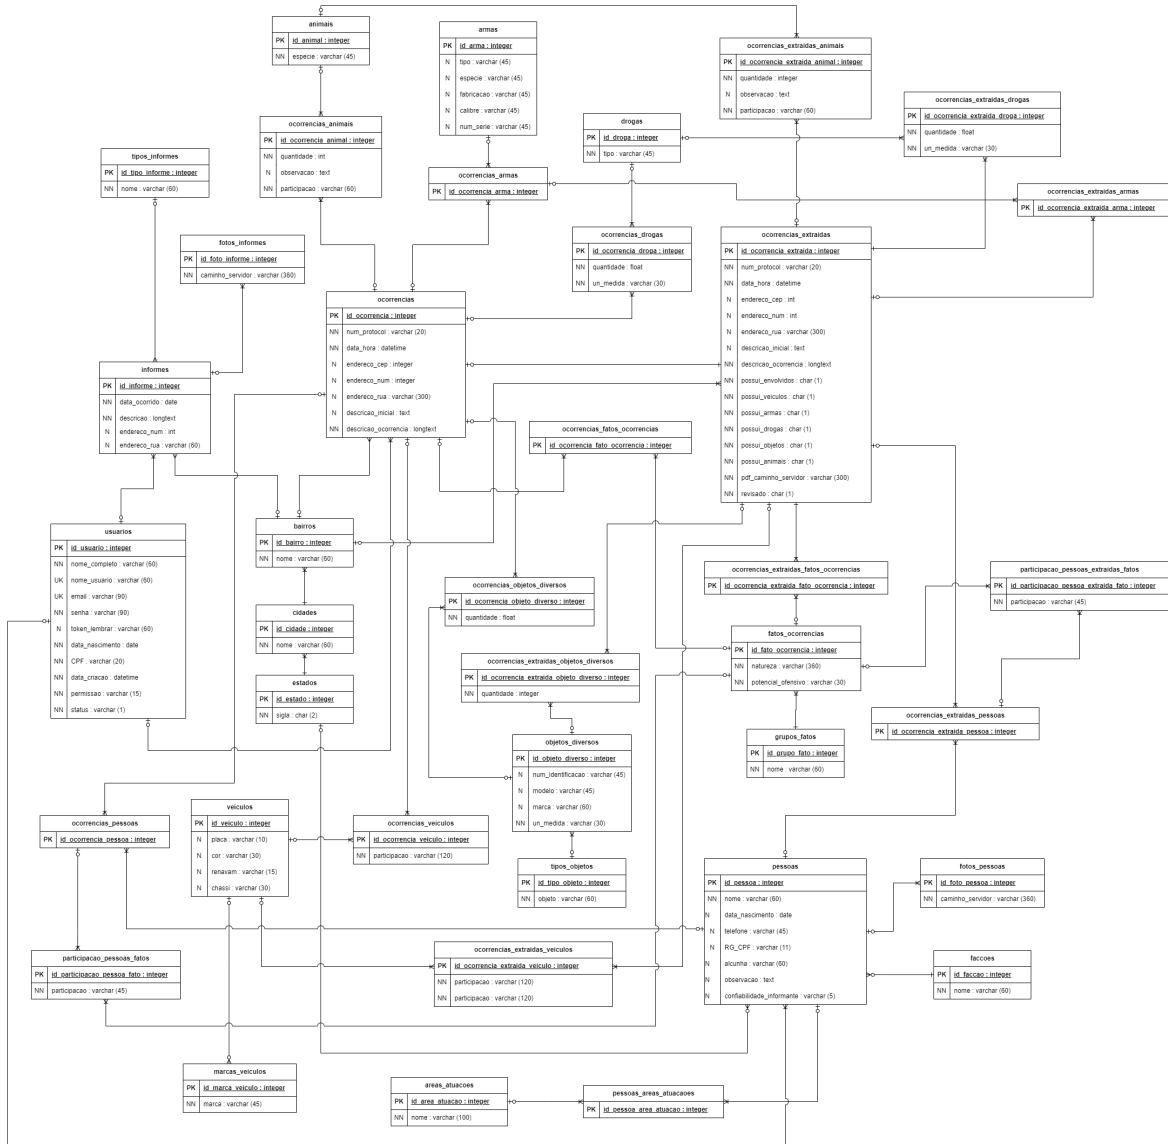 animais
PK id_animal : integer
NN especie : varchar (45)
armas
PK id_arma : integer
N tipo : varchar (45)
N especie : varchar (45)
N fabricacao : varchar (45)
N calibre : varchar (45)
N num_serie : varchar (45)
ocorrencias_extraidas_animais
PK id_ocorrencia_extraida_animal : integer
NN quantidade : integer
N observacao : text
NN participacao : varchar (60)
ocorrencias_extraidas_drogas
PK id_ocorrencia_extraida_droga : integer
NN quantidade : float
NN un_medida : varchar (30)
ocorrencias_animais
PK id_ocorrencia_animal : integer
NN quantidade : int
N observacao : text
NN participacao : varchar (60)
drogas
PK id_droga : integer
NN tipo : varchar (45)
tipos_informes
PK id_tipo_informe : integer
NN nome : varchar (60)
ocorrencias_armas
PK id_ocorrencia_arma : integer
ocorrencias_extraidas_armas
PK id_ocorrencia_extraida_arma : integer
fotos_informes
PK id_foto_informe : integer
NN caminho_servidor : varchar (360)
ocorrencias_drogas
PK id_ocorrencia_droga : integer
NN quantidade : float
NN un_medida : varchar (30)
ocorrencias_extraidas
PK id_ocorrencia_extraida : integer
NN num_protocol : varchar (20)
NN data_hora : datetime
N endereco_cep : int
N endereco_num : int
N endereco_rua : varchar (300)
N descricao_inicial : text
NN descricao_ocorrencia : longtext
NN possui_envolvidos : char (1)
NN possui_veiculos : char (1)
NN possui_armas : char (1)
NN possui_drogas : char (1)
NN possui_objetos : char (1)
NN possui_animais : char (1)
NN pdf_caminho_servidor : varchar (300)
NN revisado : char (1)
ocorrencias
PK id_ocorrencia : integer
NN num_protocol : varchar (20)
NN data_hora : datetime
N endereco_cep : integer
N endereco_num : integer
N endereco_rua : varchar (300)
N descricao_inicial : text
NN descricao_ocorrencia : longtext
informes
PK id_informe : integer
NN data_ocorrido : date
NN descricao : longtext
N endereco_num : int
N endereco_rua : varchar (60)
ocorrencias_fatos_ocorrencias
PK id_ocorrencia_fato_ocorrencia : integer
usuarios
PK id_usuario : integer
NN nome_completo : varchar (60)
UK nome_usuario : varchar (60)
UK email : varchar (90)
NN senha : varchar (90)
N token_lembrar : varchar (60)
NN data_nascimento : date
NN CPF : varchar (20)
NN data_criacao : datetime
NN permissao : varchar (15)
NN status : varchar (1)
bairros
PK id_bairro : integer
NN nome : varchar (60)
ocorrencias_extraidas_fatos_ocorrencias
PK id_ocorrencia_extraida_fato_ocorrencia : integer
participacao_pessoas_extraidas_fatos
PK id_participacao_pessoa_extraida_fato : integer
NN participacao : varchar (45)
ocorrencias_objetos_diversos
PK id_ocorrencia_objeto_diverso : integer
NN quantidade : float
cidades
PK id_cidade : integer
NN nome : varchar (60)
fatos_ocorrencias
PK id_fato_ocorrencia : integer
NN natureza : varchar (360)
NN potencial_ofensivo : varchar (30)
ocorrencias_extraidas_objetos_diversos
PK id_ocorrencia_extraida_objeto_diverso : integer
NN quantidade : integer
estados
PK id_estado : integer
NN sigla : char (2)
ocorrencias_extraidas_pessoas
PK id_ocorrencia_extraida_pessoa : integer
grupos_fatos
PK id_grupo_fato : integer
NN nome : varchar (60)
objetos_diversos
PK id_objeto_diverso : integer
N num_identificacao : varchar (45)
N modelo : varchar (45)
N marca : varchar (60)
NN un_medida : varchar (30)
veiculos
PK id_veiculo : integer
N placa : varchar (10)
N cor : varchar (30)
N renavam : varchar (15)
N chassi : varchar (30)
ocorrencias_pessoas
PK id_ocorrencia_pessoa : integer
ocorrencias_veiculos
PK id_ocorrencia_veiculo : integer
NN participacao : varchar (120)
tipos_objetos
PK id_tipo_objeto : integer
NN objeto : varchar (60)
pessoas
PK id_pessoa : integer
NN nome : varchar (60)
N data_nascimento : date
N telefone : varchar (45)
N RG_CPF : varchar (11)
N alcunha : varchar (60)
N observacao : text
N confiabilidade_informante : varchar (5)
fotos_pessoas
PK id_foto_pessoa : integer
NN caminho_servidor : varchar (360)
participacao_pessoas_fatos
PK id_participacao_pessoa_fato : integer
NN participacao : varchar (45)
ocorrencias_extraidas_veiculos
PK id_ocorrencia_extraida_veiculo : integer
NN participacao : varchar (120)
NN participacao : varchar (120)
faccoes
PK id_faccao : integer
NN nome : varchar (60)
marcas_veiculos
PK id_marca_veiculo : integer
NN marca : varchar (45)
areas_atuacoes
PK id_area_atuacao : integer
NN nome : varchar (100)
pessoas_areas_atuacaoes
PK id_pessoa_area_atuacao : integer